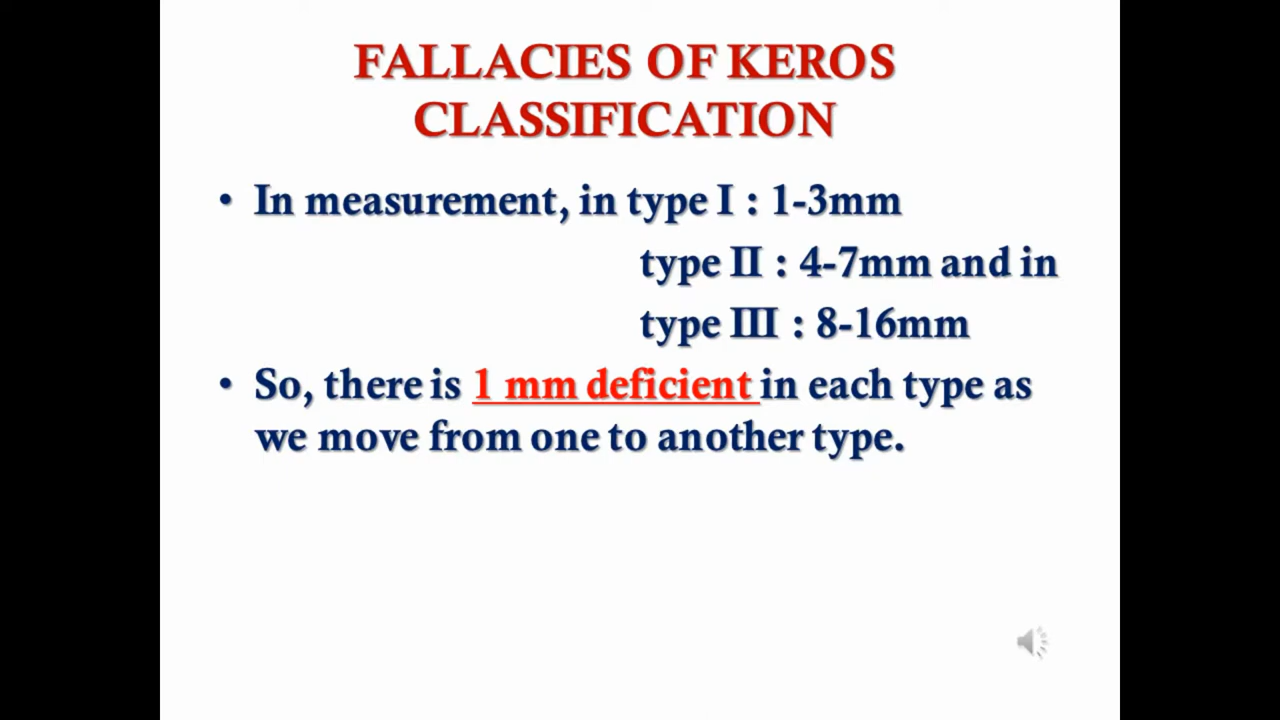 FALLACIES OF KEROS
CLASSIFICATION
• In measurement, in type I : 1-3mm
type II : 4-7mm and in
type III : 8-16mm
• So, there is 1 mm deficient in each type as
we move from one to another type.